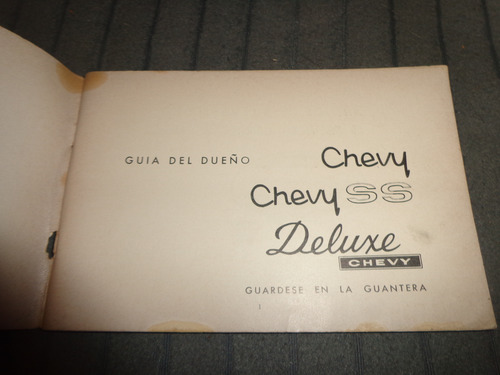 GUIA DEL DUEÑO
Chevy
Chevy SS
Deluxe
CHEVY
GUARDESE EN LA GUANTERA
1